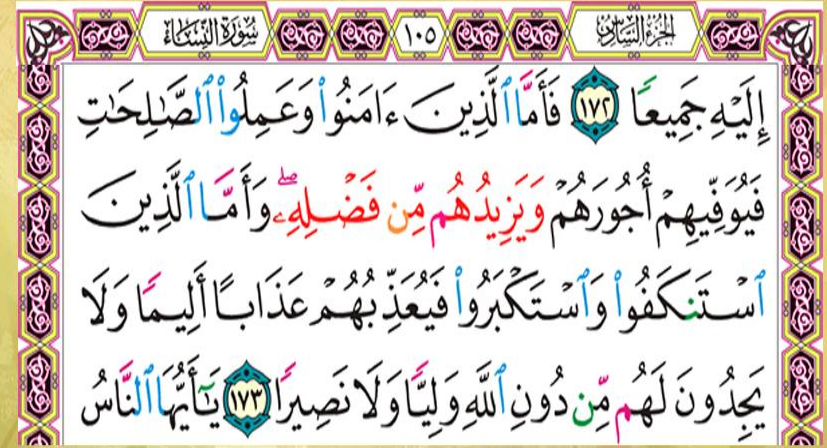 الجزء السادس ١٠٥ سورة النساء
إِلَيْهِ جَمِيعًا ١٧٢ فَأَمَّا ٱلَّذِينَ ءَامَنُوا۟ وَعَمِلُوا۟ ٱلصَّـٰلِحَـٰتِ
فَيُوَفِّيهِمْ أُجُورَهُمْ وَيَزِيدُهُم مِّن فَضْلِهِۦ ۖ وَأَمَّا ٱلَّذِينَ
ٱسْتَنكَفُوا۟ وَٱسْتَكْبَرُوا۟ فَيُعَذِّبُهُمْ عَذَابًا أَلِيمًا وَلَا
يَجِدُونَ لَهُم مِّن دُونِ ٱللَّهِ وَلِيًّا وَلَا نَصِيرًا ١٧٣ يَـٰٓأَيُّهَا ٱلنَّاسُ